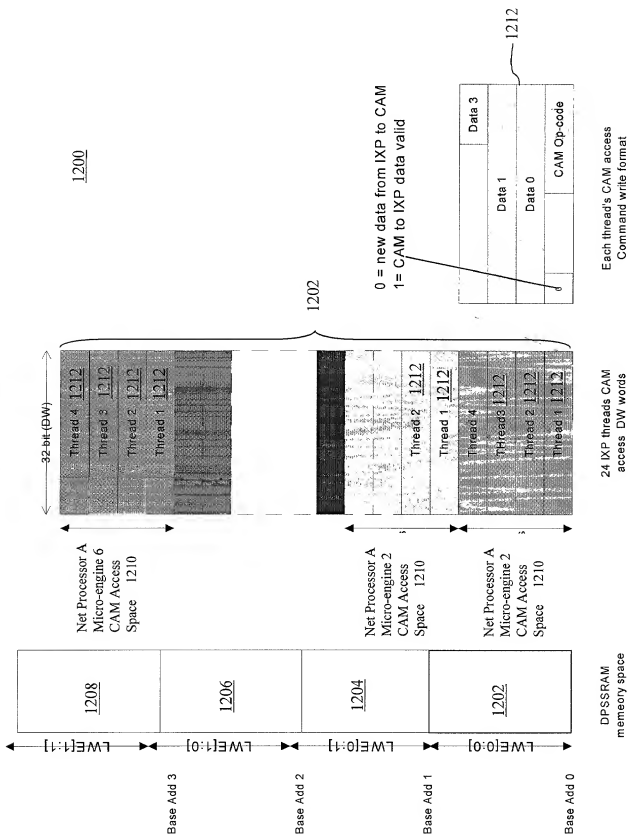 1200
32-bit (DW)
1208
1206
1204
1202
LWE[1:1]
LWE[1:0]
LWE[0:1]
LWE[0:0]
Base Add 3
Base Add 2
Base Add 1
Base Add 0
DPSSRAM
memeory space
Net Processor A
Micro-engine 6
CAM Access
Space 1210
Net Processor A
Micro-engine 2
CAM Access
Space 1210
Net Processor A
Micro-engine 2
CAM Access
Space 1210
Thread 4 1212
Thread 3 1212
Thread 2 1212
Thread 1 1212
Thread 2 1212
Thread 1 1212
Thread 4
THread3 1212
Thread 2 1212
Thread 1 1212
24 IXP threads CAM
access DW words
1202
0 = new data from IXP to CAM
1= CAM to IXP data valid
Data 3
Data 1
Data 0
CAM Op-code
1212
Each thread's CAM access
Command write format